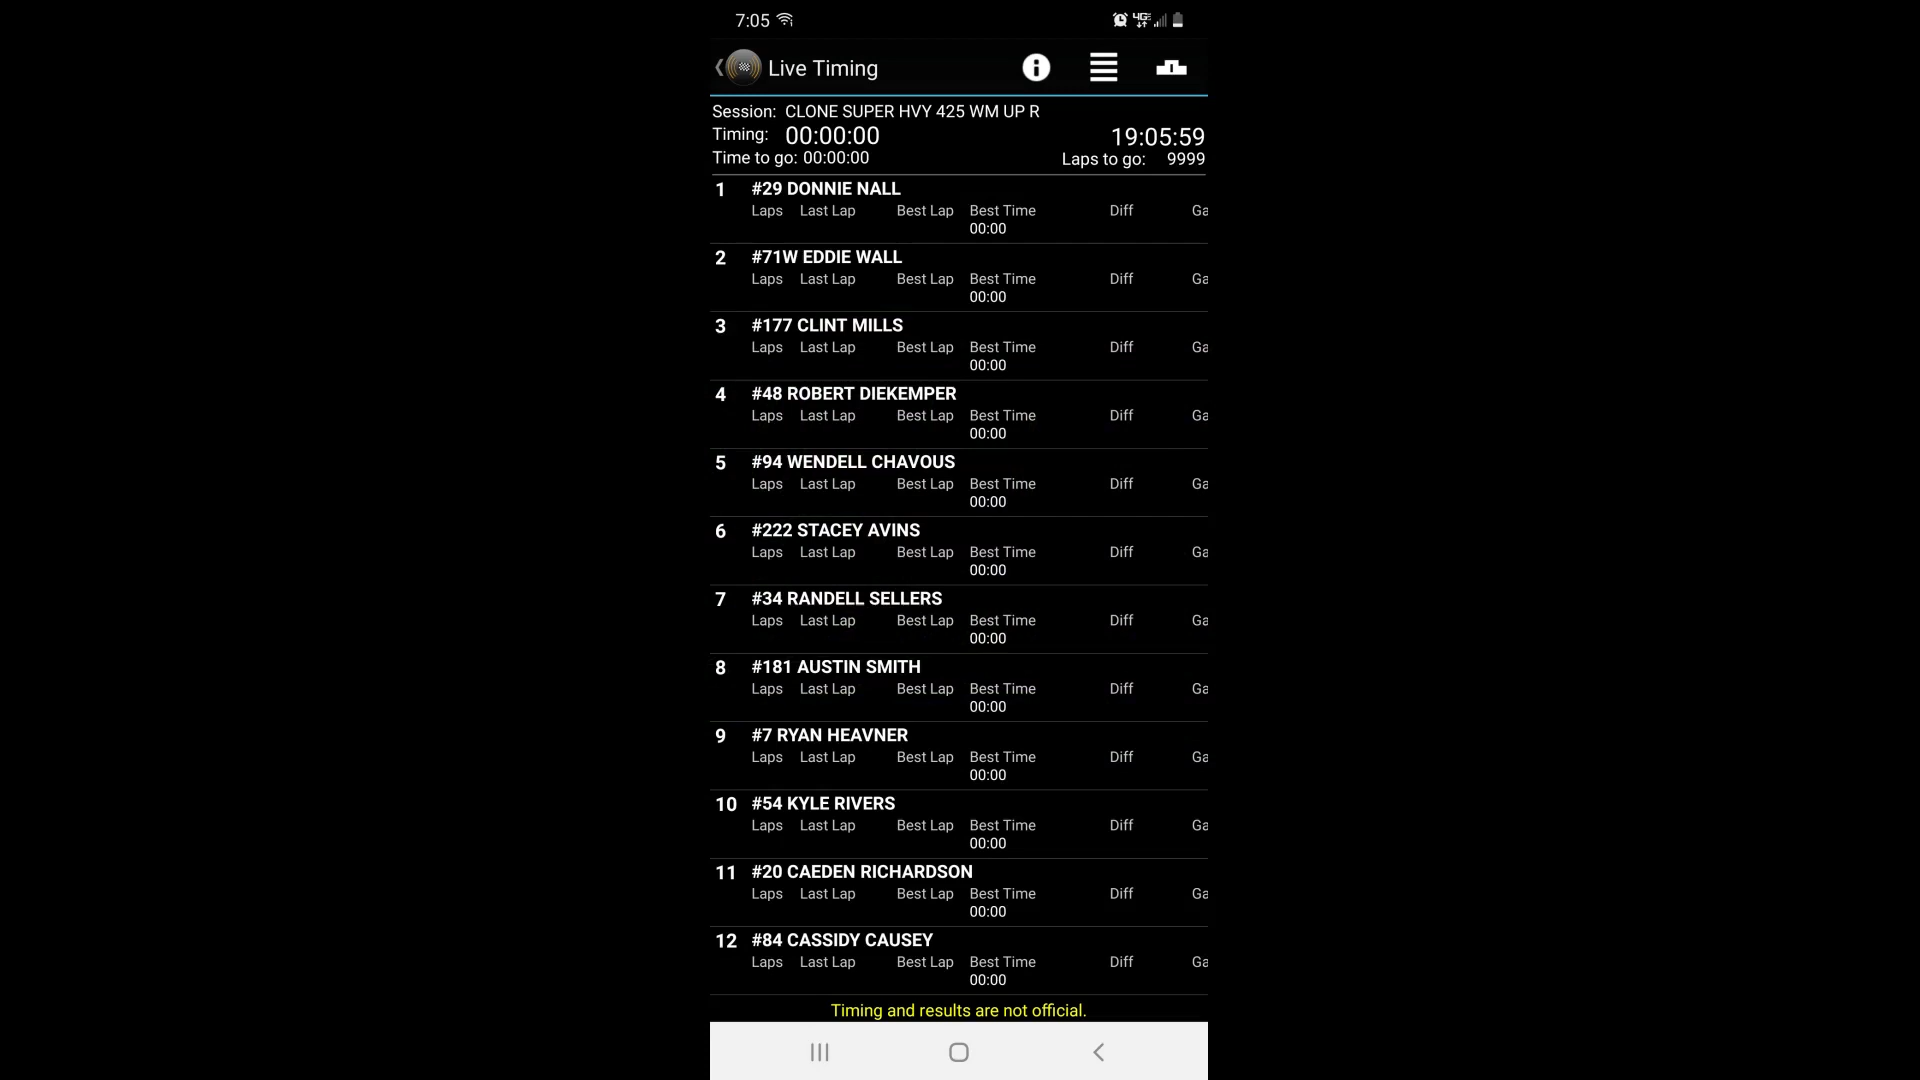 7:05
Live Timing
Session: CLONE SUPER HVY 425 WM UP R
Timing: 00:00:00 19:05:59
Time to go: 00:00:00 Laps to go: 9999
1 #29 DONNIE NALL
Laps Last Lap Best Lap Best Time Diff Ga
00:00
2 #71W EDDIE WALL
Laps Last Lap Best Lap Best Time Diff Ga
00:00
3 #177 CLINT MILLS
Laps Last Lap Best Lap Best Time Diff Ga
00:00
4 #48 ROBERT DIEKEMPER
Laps Last Lap Best Lap Best Time Diff Ga
00:00
5 #94 WENDELL CHAVOUS
Laps Last Lap Best Lap Best Time Diff Ga
00:00
6 #222 STACEY AVINS
Laps Last Lap Best Lap Best Time Diff Ga
00:00
7 #34 RANDELL SELLERS
Laps Last Lap Best Lap Best Time Diff Ga
00:00
8 #181 AUSTIN SMITH
Laps Last Lap Best Lap Best Time Diff Ga
00:00
9 #7 RYAN HEAVNER
Laps Last Lap Best Lap Best Time Diff Ga
00:00
10 #54 KYLE RIVERS
Laps Last Lap Best Lap Best Time Diff Ga
00:00
11 #20 CAEDEN RICHARDSON
Laps Last Lap Best Lap Best Time Diff Ga
00:00
12 #84 CASSIDY CAUSEY
Laps Last Lap Best Lap Best Time Diff Ga
00:00
Timing and results are not official.